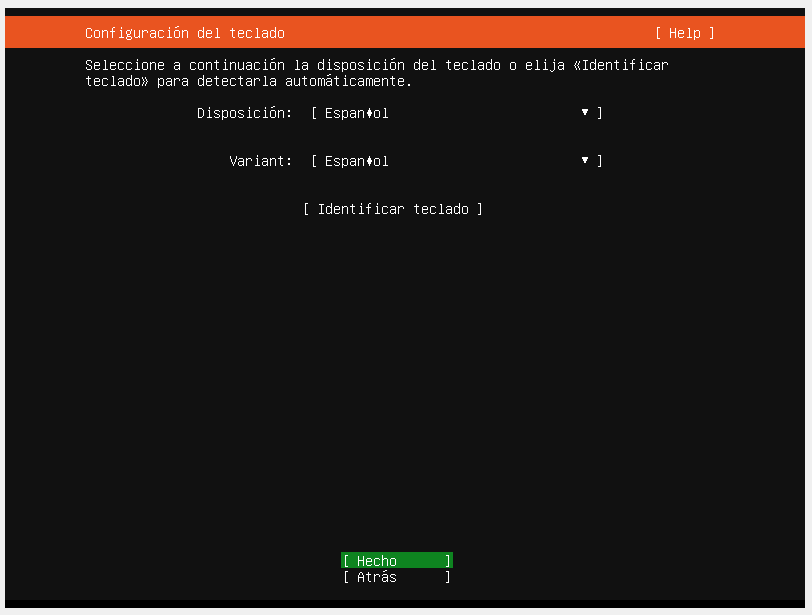 Configuración del teclado [ Help ]
Seleccione a continuación la disposición del teclado o elija «Identificar
teclado» para detectarla automáticamente.
Disposición: [ Espan♦ol ▾ ]
Variant: [ Espan♦ol ▾ ]
[ Identificar teclado ]
[ Hecho ]
[ Atrás ]